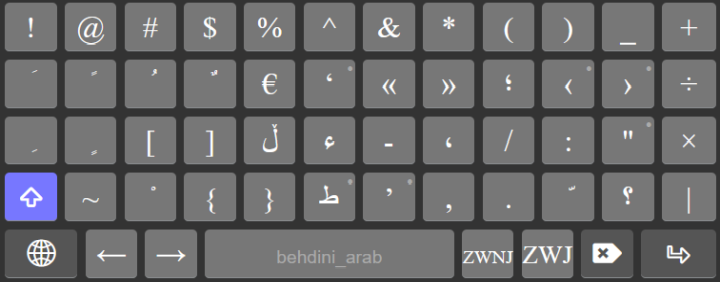 ! @ # $ % ^ & * ( ) _ +
َ ً ُ ٌ € ‘ « » ؛ ‹ › ÷
ِ ٍ [ ] ڵ ء - ، / : " ×
~ ْ { } ط ’ , . ّ ؟ |
← → behdini_arab ZWNJ ZWJ